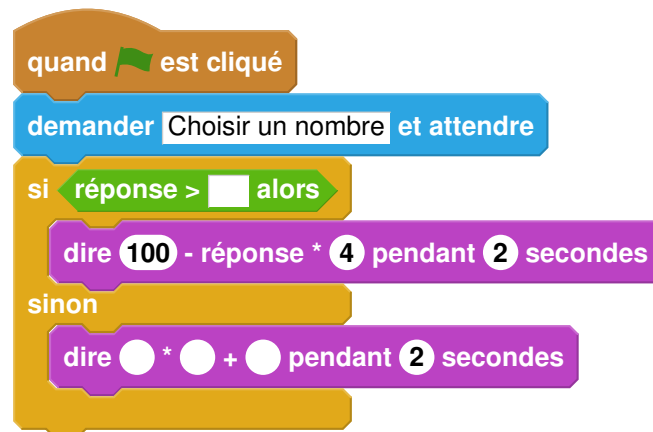 quand est cliqué
demander Choisir un nombre et attendre
si réponse > alors
dire 100 - réponse * 4 pendant 2 secondes
sinon
dire * + pendant 2 secondes